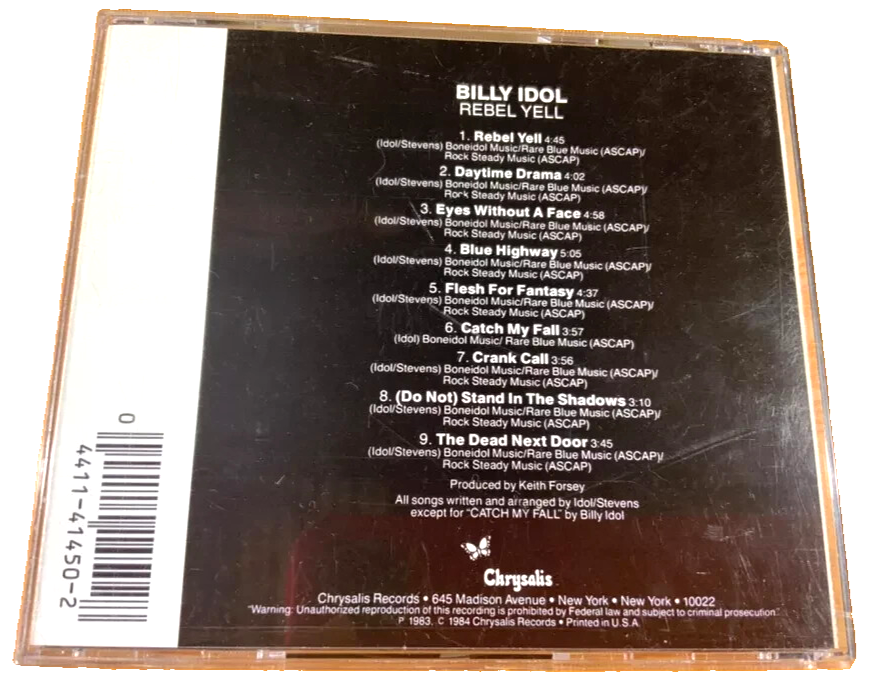 BILLY IDOL
REBEL YELL
1. Rebel Yell 4:45
(Idol/Stevens) Boneidol Music/Rare Blue Music (ASCAP)/
Rock Steady Music (ASCAP)
2. Daytime Drama 4:02
(Idol/Stevens) Boneidol Music/Rare Blue Music (ASCAP)/
Rock Steady Music (ASCAP)
3. Eyes Without A Face 4:58
(Idol/Stevens) Boneidol Music/Rare Blue Music (ASCAP)/
Rock Steady Music (ASCAP)
4. Blue Highway 5:05
(Idol/Stevens) Boneidol Music/Rare Blue Music (ASCAP)/
Rock Steady Music (ASCAP)
5. Flesh For Fantasy 4:37
(Idol/Stevens) Boneidol Music/Rare Blue Music (ASCAP)/
Rock Steady Music (ASCAP)
6. Catch My Fall 3:57
(Idol) Boneidol Music/ Rare Blue Music (ASCAP)
7. Crank Call 3:56
(Idol/Stevens) Boneidol Music/Rare Blue Music (ASCAP)/
Rock Steady Music (ASCAP)
8. (Do Not) Stand In The Shadows 3:10
(Idol/Stevens) Boneidol Music/Rare Blue Music (ASCAP)/
Rock Steady Music (ASCAP)
9. The Dead Next Door 3:45
(Idol/Stevens) Boneidol Music/Rare Blue Music (ASCAP)/
Rock Steady Music (ASCAP)
Produced by Keith Forsey
All songs written and arranged by Idol/Stevens
except for "CATCH MY FALL" by Billy Idol
Chrysalis
Chrysalis Records • 645 Madison Avenue • New York • New York • 10022
"Warning: Unauthorized reproduction of this recording is prohibited by Federal law and subject to criminal prosecution."
P 1983. C 1984 Chrysalis Records • Printed in U.S.A.
0 4411-41450-2